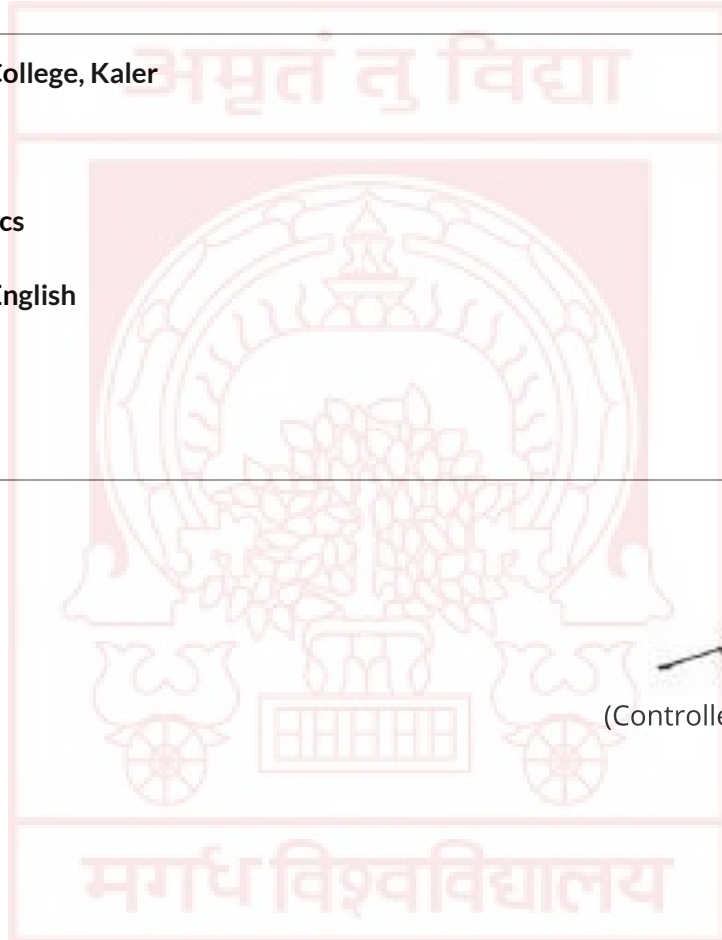 अमृतं तु विद्या
College, Kaler
cs
English
(Controlle
मगध विश्वविद्यालय